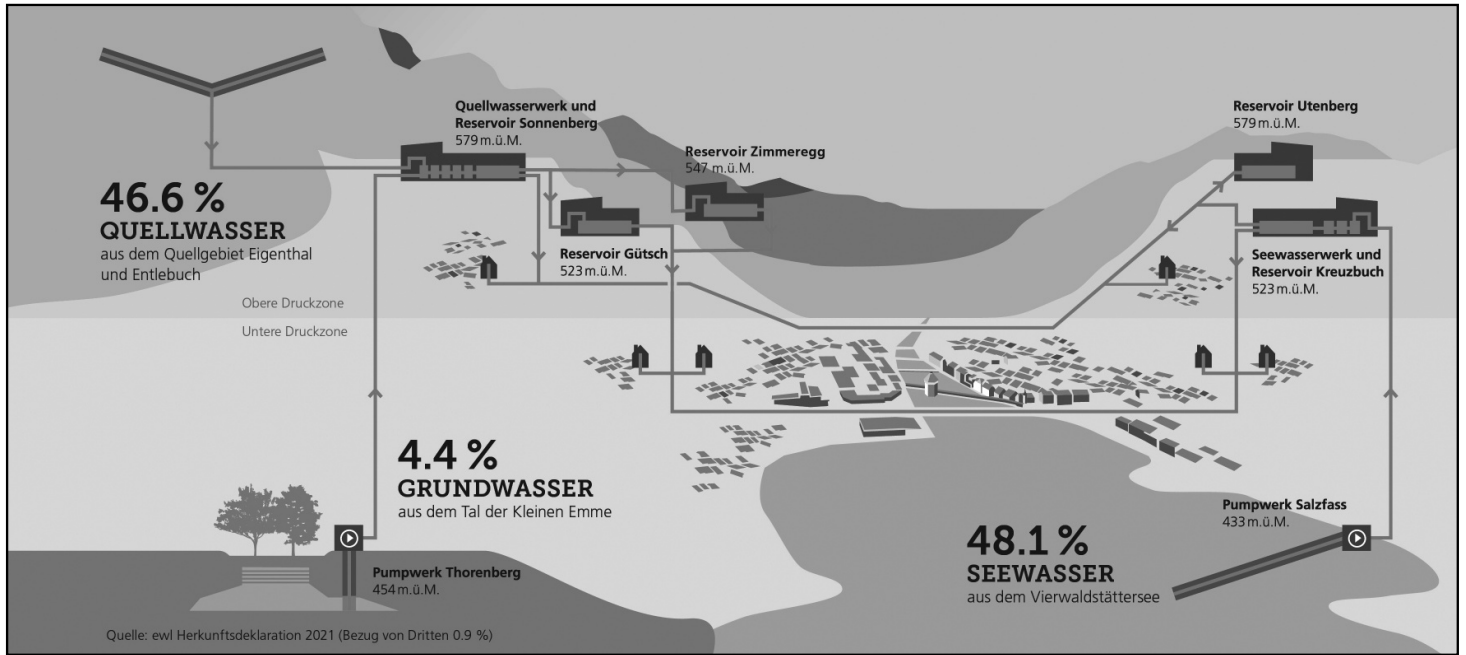 Quellwasserwerk und
Reservoir Sonnenberg
579 m.ü.M.
Reservoir Utenberg
579 m.ü.M.
Reservoir Zimmeregg
547 m.ü.M.
46.6 %
QUELLWASSER
aus dem Quellgebiet Eigenthal
und Entlebuch
Reservoir Gütsch
523 m.ü.M.
Seewasserwerk und
Reservoir Kreuzbuch
523 m.ü.M.
Obere Druckzone
Untere Druckzone
4.4 %
GRUNDWASSER
aus dem Tal der Kleinen Emme
Pumpwerk Salzfass
433 m.ü.M.
48.1 %
SEEWASSER
aus dem Vierwaldstättersee
Pumpwerk Thorenberg
454 m.ü.M.
Quelle: ewl Herkunftsdeklaration 2021 (Bezug von Dritten 0.9 %)